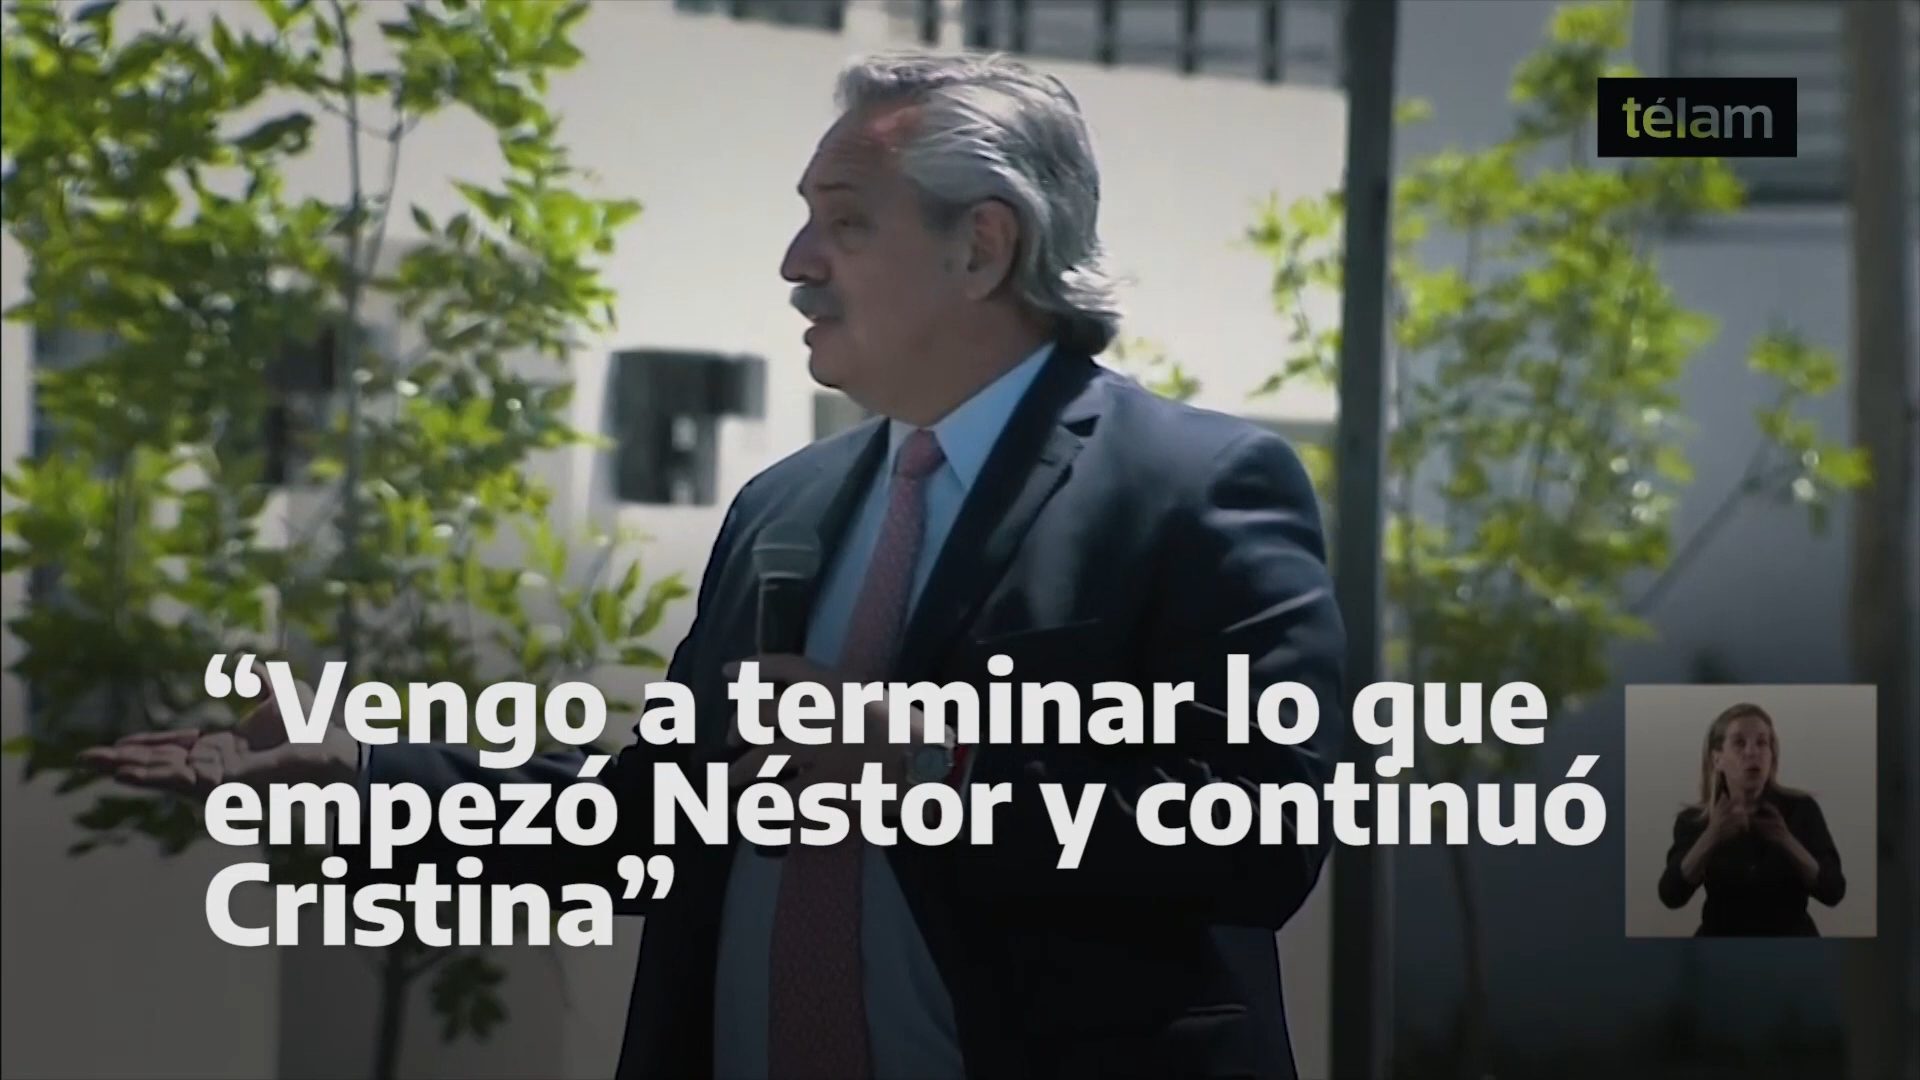 télam
“Vengo a terminar lo que
empezó Néstor y continuó
Cristina”